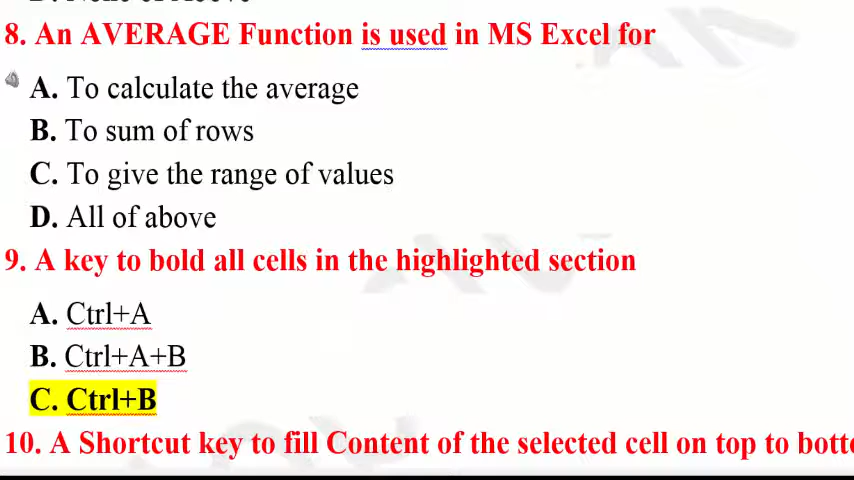 8. An AVERAGE Function is used in MS Excel for
A. To calculate the average
B. To sum of rows
C. To give the range of values
D. All of above
9. A key to bold all cells in the highlighted section
A. Ctrl+A
B. Ctrl+A+B
C. Ctrl+B
10. A Shortcut key to fill Content of the selected cell on top to